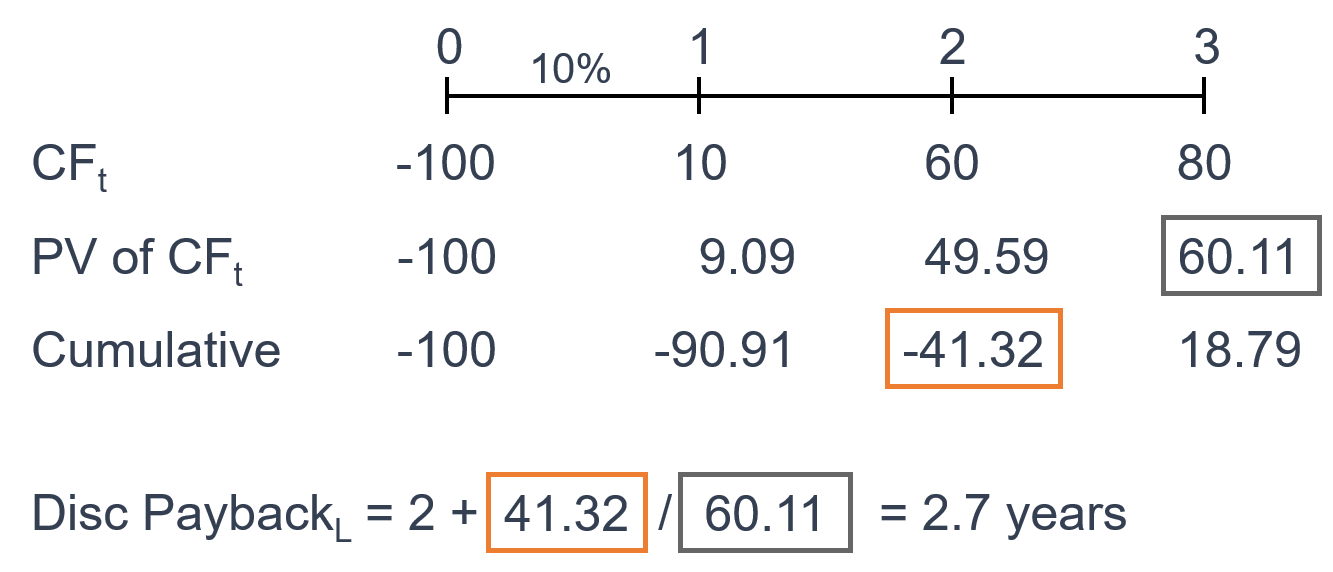 0 10% 1 2 3
CFt -100 10 60 80
PV of CFt -100 9.09 49.59 60.11
Cumulative -100 -90.91 -41.32 18.79
Disc PaybackL = 2 + 41.32 / 60.11 = 2.7 years